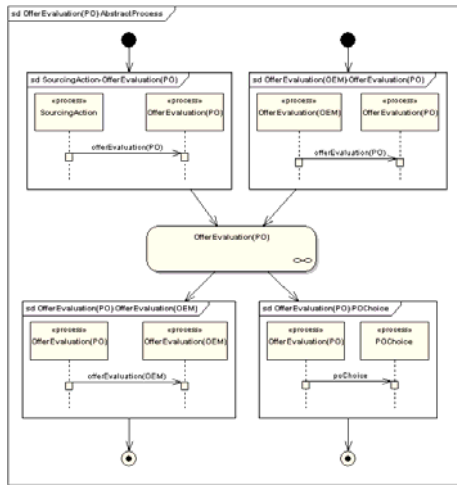 sd OfferEvaluation(PO)-AbstractProcess
sd SourcingAction-OfferEvaluation(PO)
«process»
SourcingAction
«process»
OfferEvaluation(PO)
offerEvaluation(PO)
sd OfferEvaluation(OEM)-OfferEvaluation(PO)
«process»
OfferEvaluation(OEM)
«process»
OfferEvaluation(PO)
offerEvaluation(PO)
OfferEvaluation(PO)
sd OfferEvaluation(PO)-OfferEvaluation(OEM)
«process»
OfferEvaluation(PO)
«process»
OfferEvaluation(OEM)
offerEvaluation(OEM)
sd OfferEvaluation(PO)-POChoice
«process»
OfferEvaluation(PO)
«process»
POChoice
poChoice